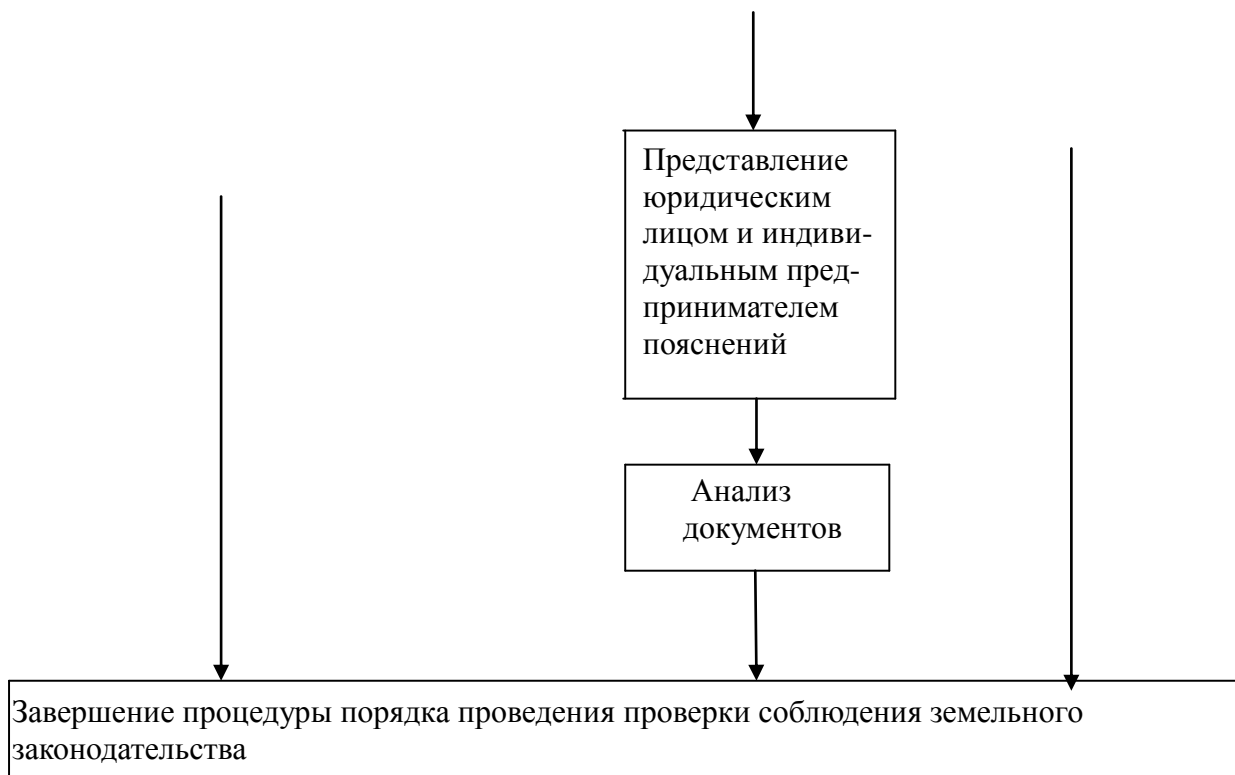 Представление
юридическим
лицом и индиви-
дуальным пред-
принимателем
пояснений
Анализ
документов
Завершение процедуры порядка проведения проверки соблюдения земельного
законодательства